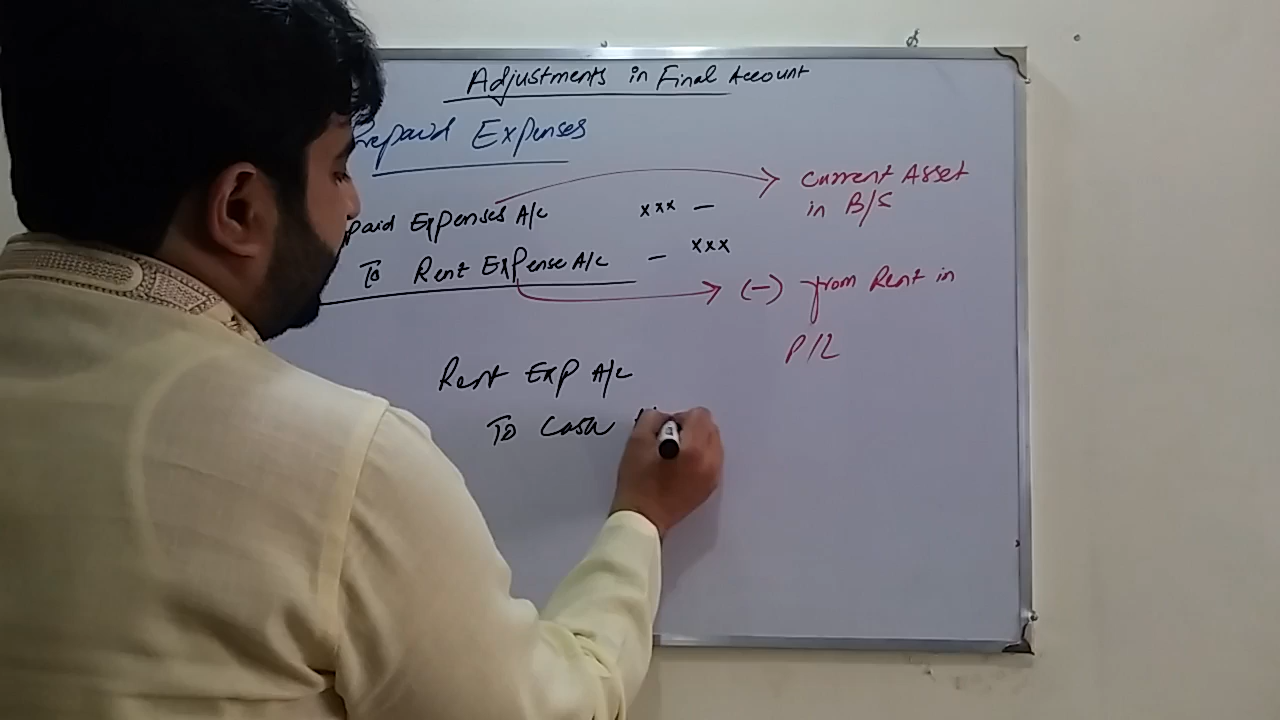 Adjustments in Final Account
Prepaid Expenses
paid Expenses A/c xxx —
To Rent Expense A/c — xxx
Current Asset
in B/S
(-) from Rent in
P/L
Rent Exp A/c
To Cash